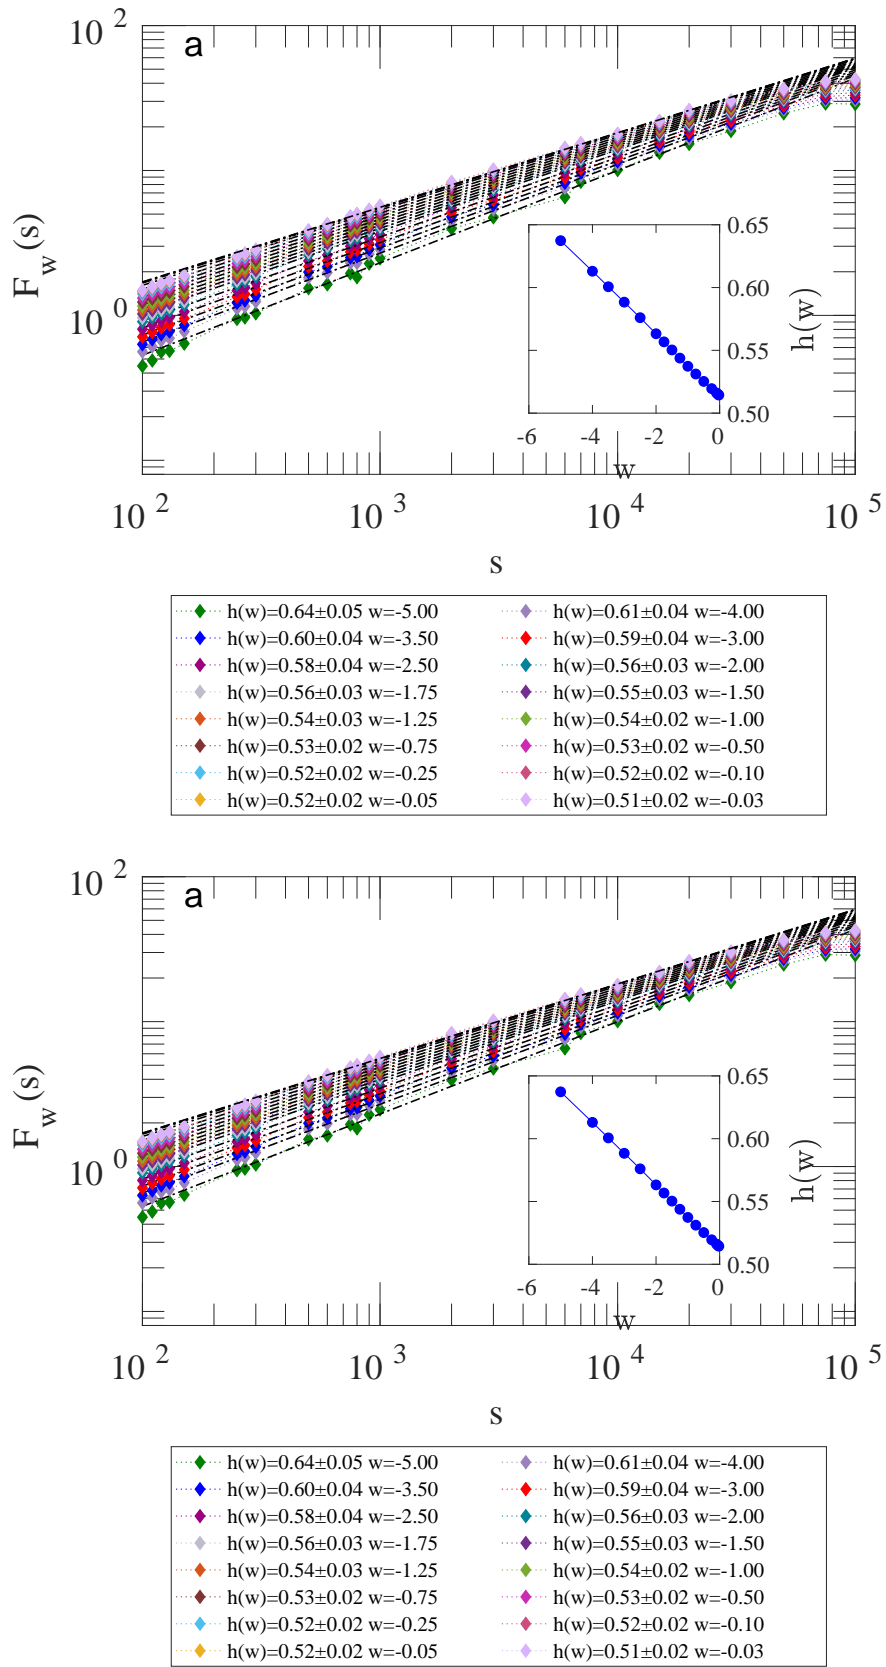 a
10 2
10 0
F w (s)
0.65
0.60
0.55
0.50
h(w)
-6 -4 -2 0
w
10 2 10 3 10 4 10 5
s
h(w)=0.64±0.05 w=-5.00 h(w)=0.61±0.04 w=-4.00
h(w)=0.60±0.04 w=-3.50 h(w)=0.59±0.04 w=-3.00
h(w)=0.58±0.04 w=-2.50 h(w)=0.56±0.03 w=-2.00
h(w)=0.56±0.03 w=-1.75 h(w)=0.55±0.03 w=-1.50
h(w)=0.54±0.03 w=-1.25 h(w)=0.54±0.02 w=-1.00
h(w)=0.53±0.02 w=-0.75 h(w)=0.53±0.02 w=-0.50
h(w)=0.52±0.02 w=-0.25 h(w)=0.52±0.02 w=-0.10
h(w)=0.52±0.02 w=-0.05 h(w)=0.51±0.02 w=-0.03
a
10 2
10 0
F w (s)
0.65
0.60
0.55
0.50
h(w)
-6 -4 -2 0
w
10 2 10 3 10 4 10 5
s
h(w)=0.64±0.05 w=-5.00 h(w)=0.61±0.04 w=-4.00
h(w)=0.60±0.04 w=-3.50 h(w)=0.59±0.04 w=-3.00
h(w)=0.58±0.04 w=-2.50 h(w)=0.56±0.03 w=-2.00
h(w)=0.56±0.03 w=-1.75 h(w)=0.55±0.03 w=-1.50
h(w)=0.54±0.03 w=-1.25 h(w)=0.54±0.02 w=-1.00
h(w)=0.53±0.02 w=-0.75 h(w)=0.53±0.02 w=-0.50
h(w)=0.52±0.02 w=-0.25 h(w)=0.52±0.02 w=-0.10
h(w)=0.52±0.02 w=-0.05 h(w)=0.51±0.02 w=-0.03